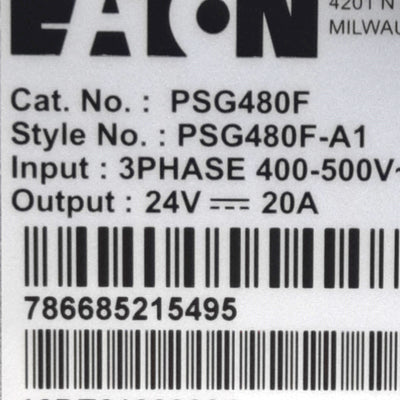 EATON
4201 N
MILWAU
Cat. No. : PSG480F
Style No. : PSG480F-A1
Input : 3PHASE 400-500V~
Output : 24V ⎓ 20A
786685215495